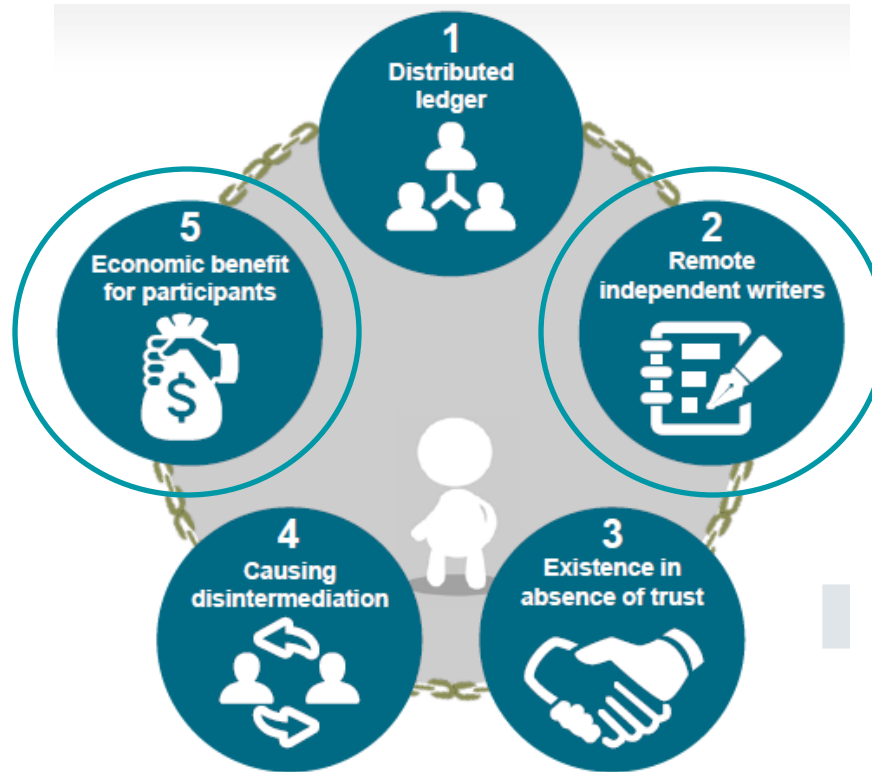 1
Distributed
ledger
2
Remote
independent writers
3
Existence in
absence of trust
4
Causing
disintermediation
5
Economic benefit
for participants
$